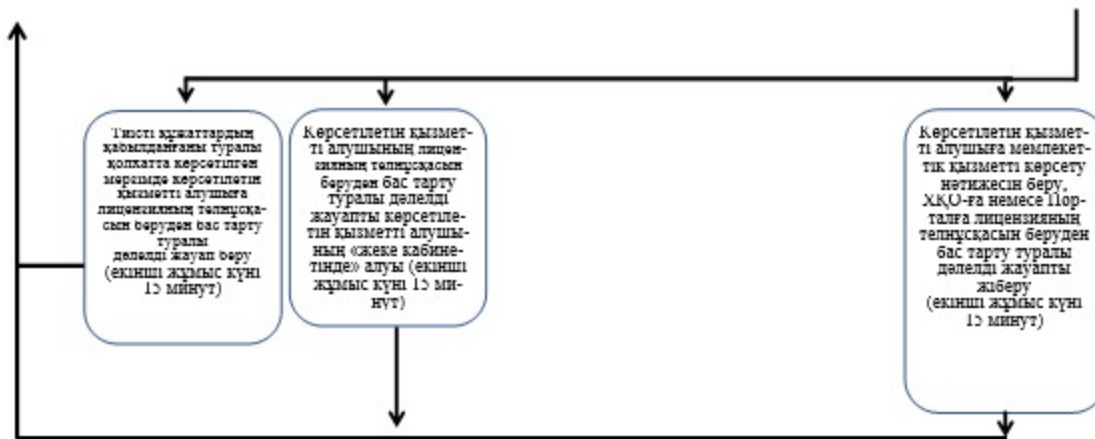 Тиісті құжаттардың
қабылданғаны туралы
қолхатта көрсетілген
мерзімде көрсетілетін
қызметті алушыға
лицензияның телнұсқа-
сын беруден бас тарту
туралы
дәлелді жауап беру
(екінші жұмыс күні
15 минут)
Көрсетілетін қызмет-
ті алушының лицен-
зияның телнұсқасын
беруден бас тарту
туралы дәлелді
жауапты көрсетіле-
тін қызметті алушы-
ның «жеке кабине-
тінде» алуы (екінші
жұмыс күні 15 ми-
нут)
Көрсетілетін қызмет-
ті алушыға мемлекет-
тік қызметті көрсету
нәтижесін беру,
ХҚО-ға немесе Пор-
талға лицензияның
телнұсқасын беруден
бас тарту туралы
дәлелді жауапты
жіберу
(екінші жұмыс күні
15 минут)